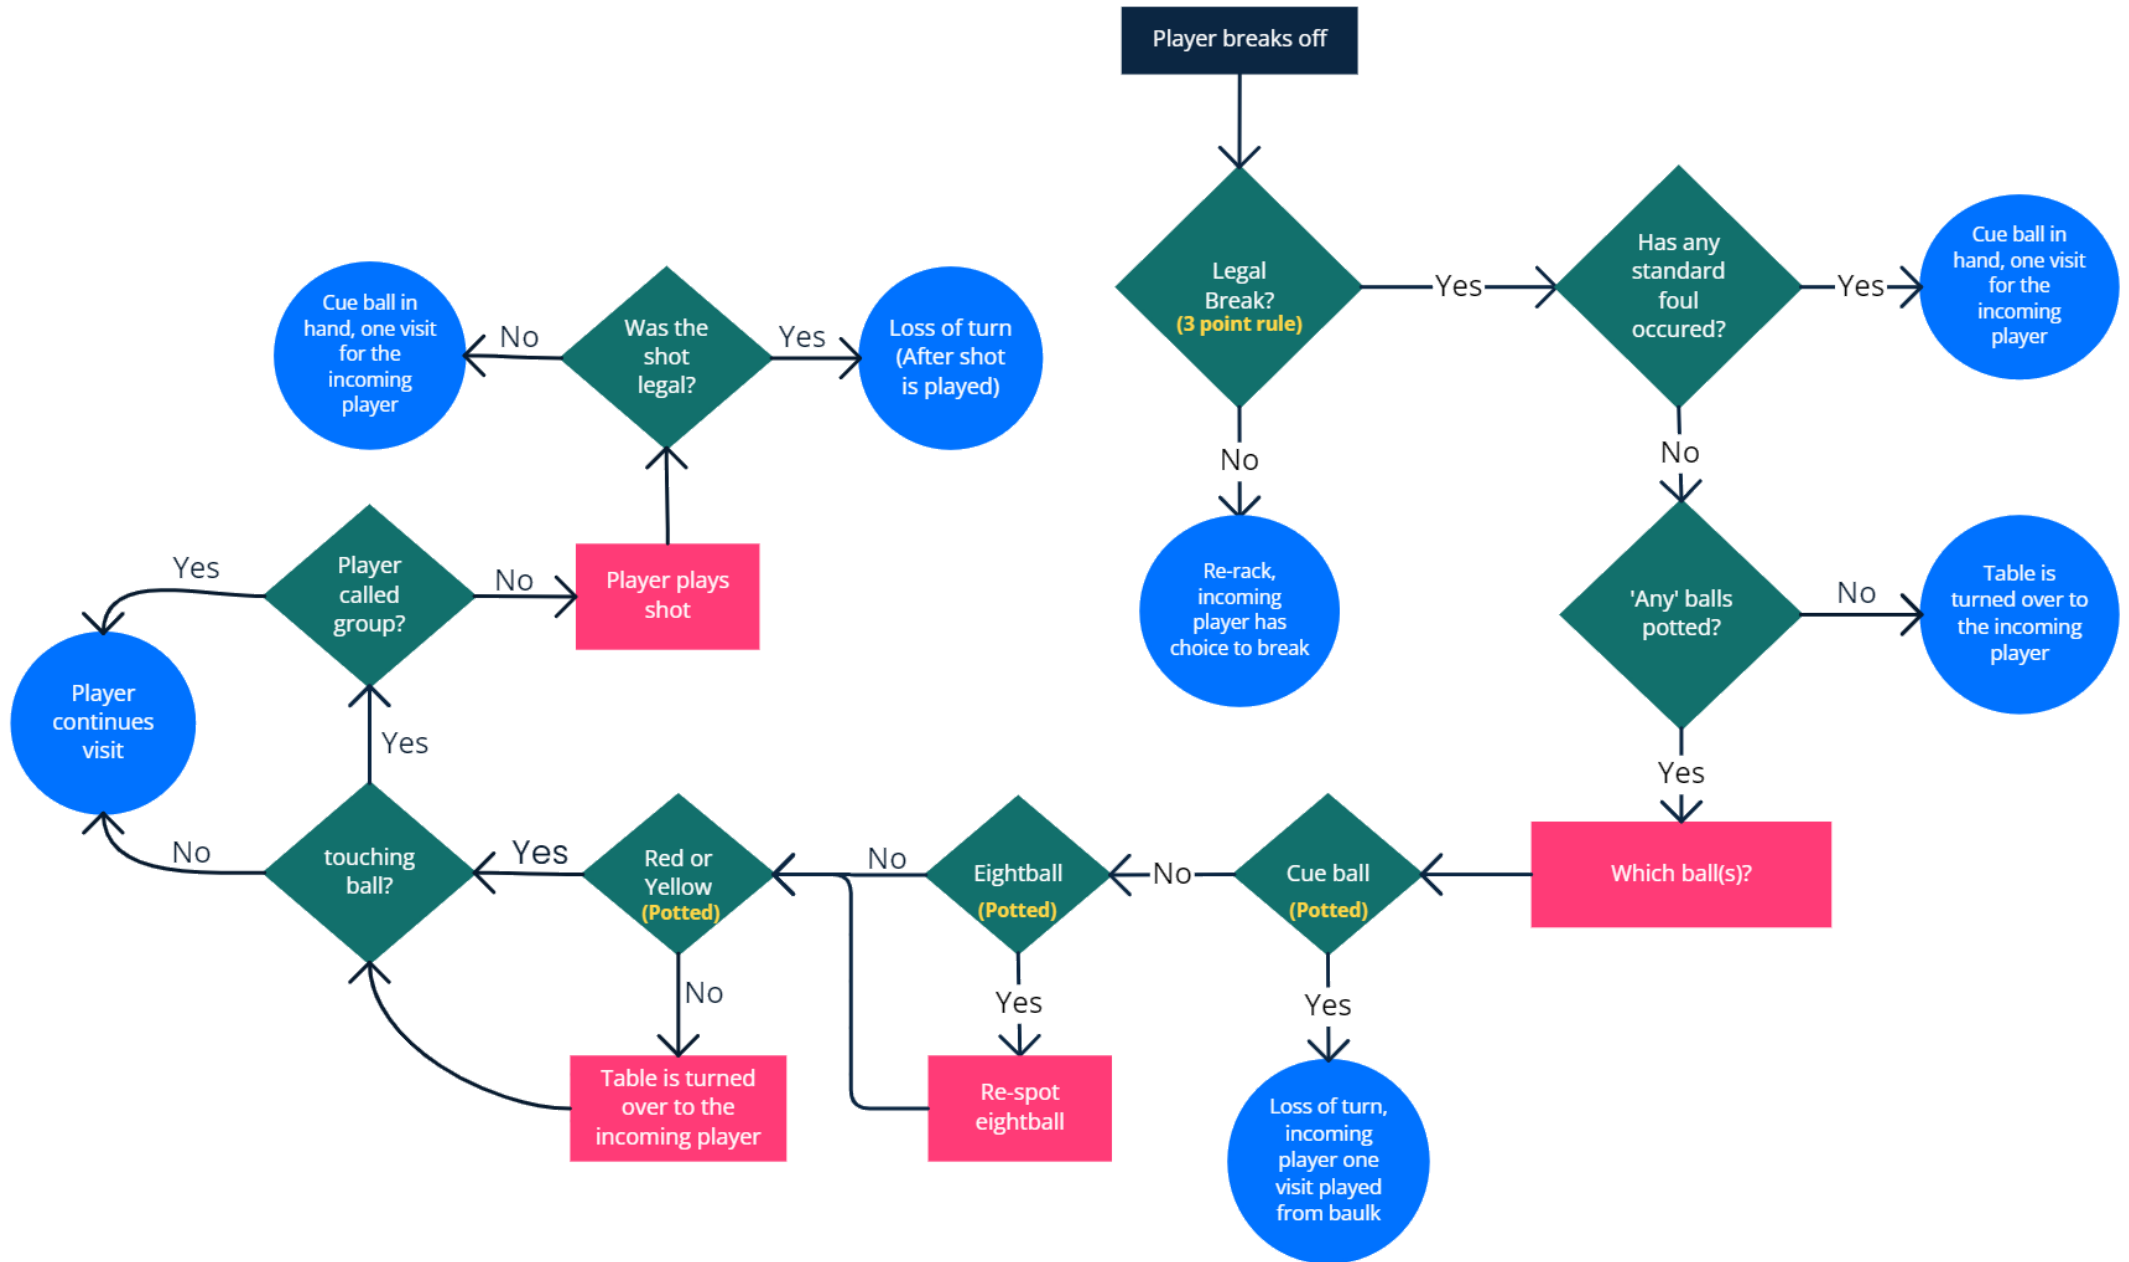 Player breaks off
Legal
Break?
(3 point rule)
Yes
Has any
standard
foul
occured?
Yes
Cue ball in
hand, one visit
for the
incoming
player
No
Re-rack,
incoming
player has
choice to break
No
'Any' balls
potted?
No
Table is
turned over to
the incoming
player
Yes
Which ball(s)?
Cue ball
(Potted)
Yes
Loss of turn,
incoming
player one
visit played
from baulk
No
Eightball
(Potted)
Yes
Re-spot
eightball
No
Red or
Yellow
(Potted)
No
Table is turned
over to the
incoming player
Yes
touching
ball?
No
Player
continues
visit
Yes
Player
called
group?
Yes
No
Player plays
shot
Was the
shot
legal?
No
Cue ball in
hand, one visit
for the
incoming
player
Yes
Loss of turn
(After shot
is played)